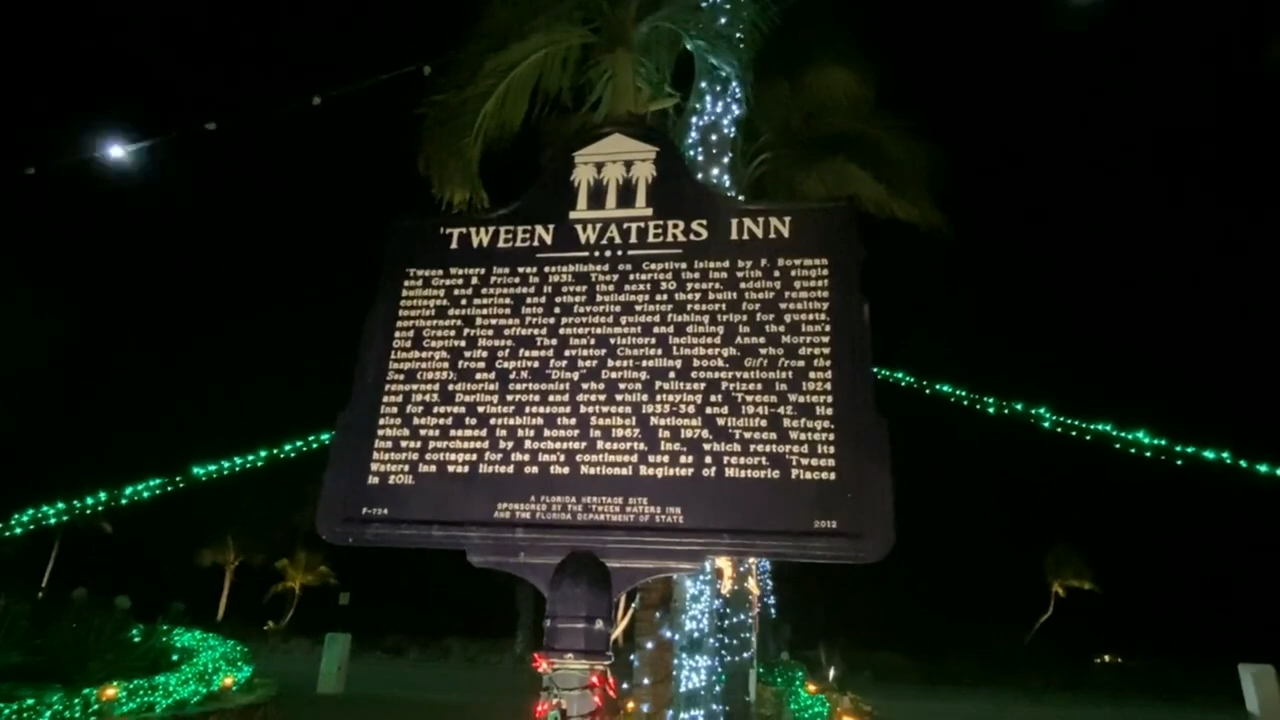 'TWEEN WATERS INN
'Tween Waters Inn was established on Captiva Island by F. Bowman
and Grace B. Price in 1931. They started the inn with a single
building and expanded it over the next 30 years, adding guest
cottages, a marina, and other buildings as they built their remote
tourist destination into a favorite winter resort for wealthy
northerners. Bowman Price provided guided fishing trips for guests,
and Grace Price offered entertainment and dining in the inn's
Old Captiva House. The inn's visitors included Anne Morrow
Lindbergh, wife of famed aviator Charles Lindbergh, who drew
inspiration from Captiva for her best-selling book, Gift from the
Sea (1955); and J.N. "Ding" Darling, a conservationist and
renowned editorial cartoonist who won Pulitzer Prizes in 1924
and 1943. Darling wrote and drew while staying at 'Tween Waters
Inn for seven winter seasons between 1935-36 and 1941-42. He
also helped to establish the Sanibel National Wildlife Refuge,
which was named in his honor in 1967. In 1976, 'Tween Waters
Inn was purchased by Rochester Resorts, Inc., which restored its
historic cottages for the inn's continued use as a resort. 'Tween
Waters Inn was listed on the National Register of Historic Places
in 2011.
A FLORIDA HERITAGE SITE
SPONSORED BY THE 'TWEEN WATERS INN
AND THE FLORIDA DEPARTMENT OF STATE
F-724
2012